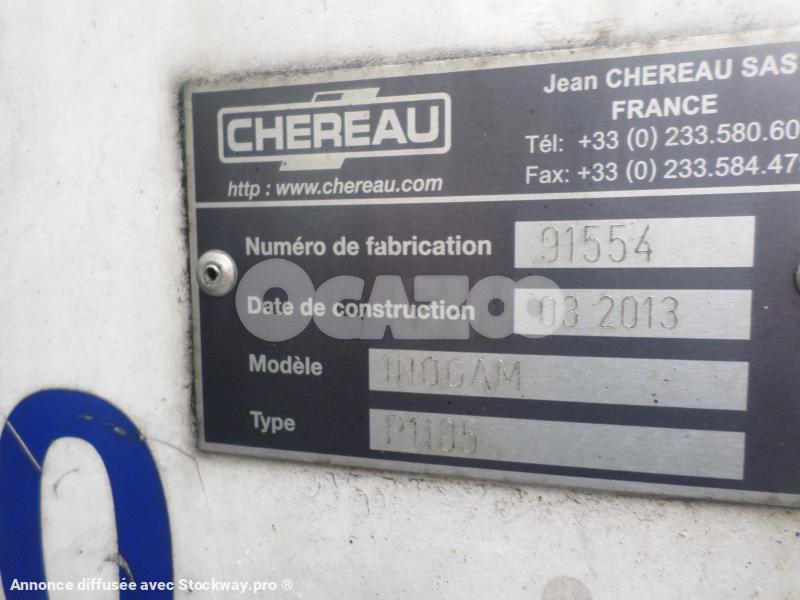 CHEREAU
http : www.chereau.com
Jean CHEREAU SAS
FRANCE
Tél: +33 (0) 233.580.60
Fax: +33 (0) 233.584.47
Numéro de fabrication 91554
Date de construction 03 2013
Modèle INOGAM
Type P1105
OCAZOO
0
Annonce diffusée avec Stockway.pro ®